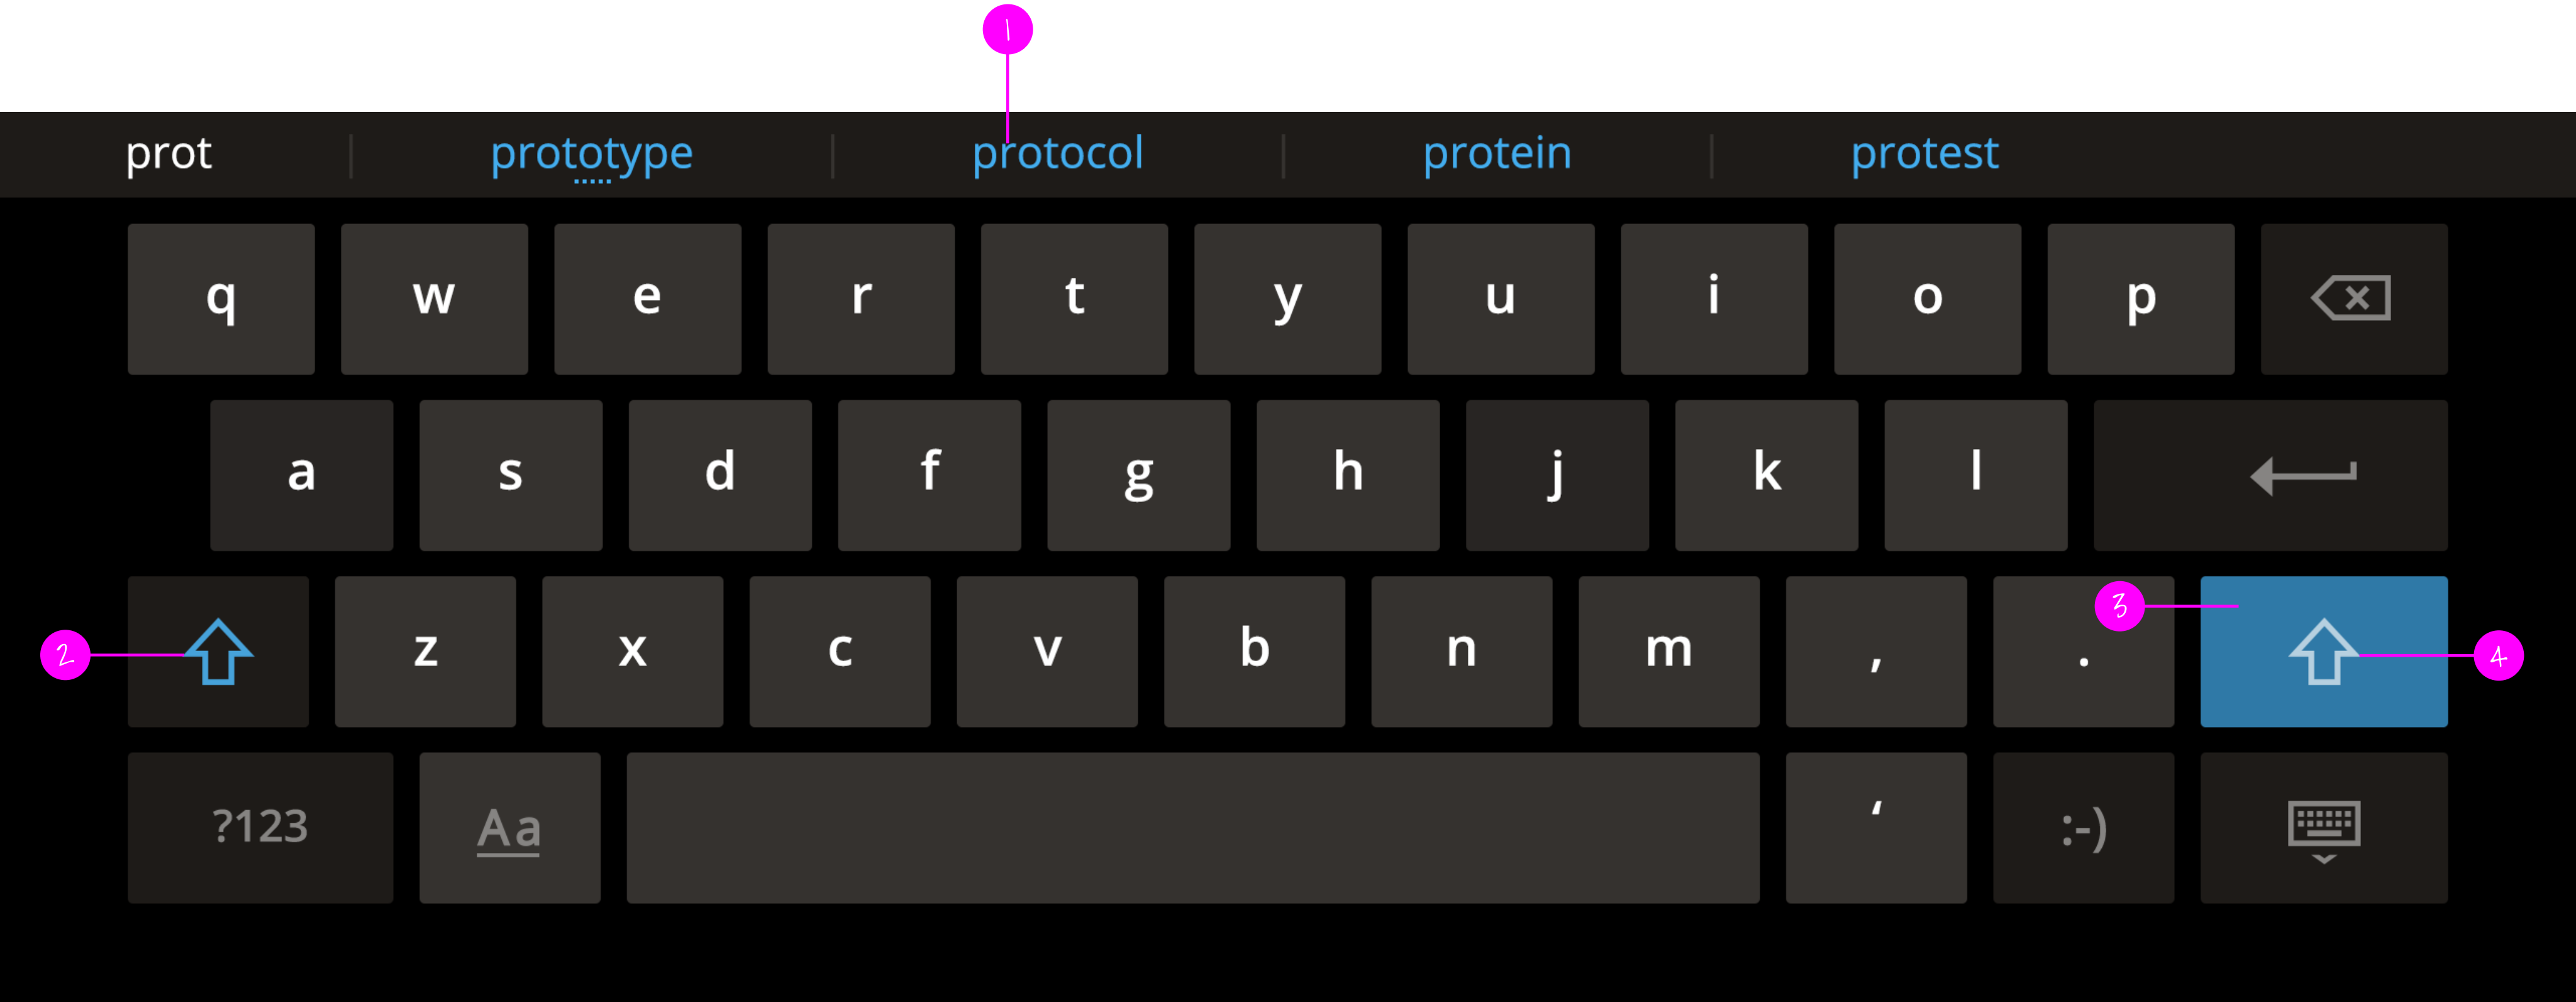 1
prot prototype protocol protein protest
q w e r t y u i o p
a s d f g h j k l
3
2 z x c v b n m , . 4
?123 Aa ‘ :-)